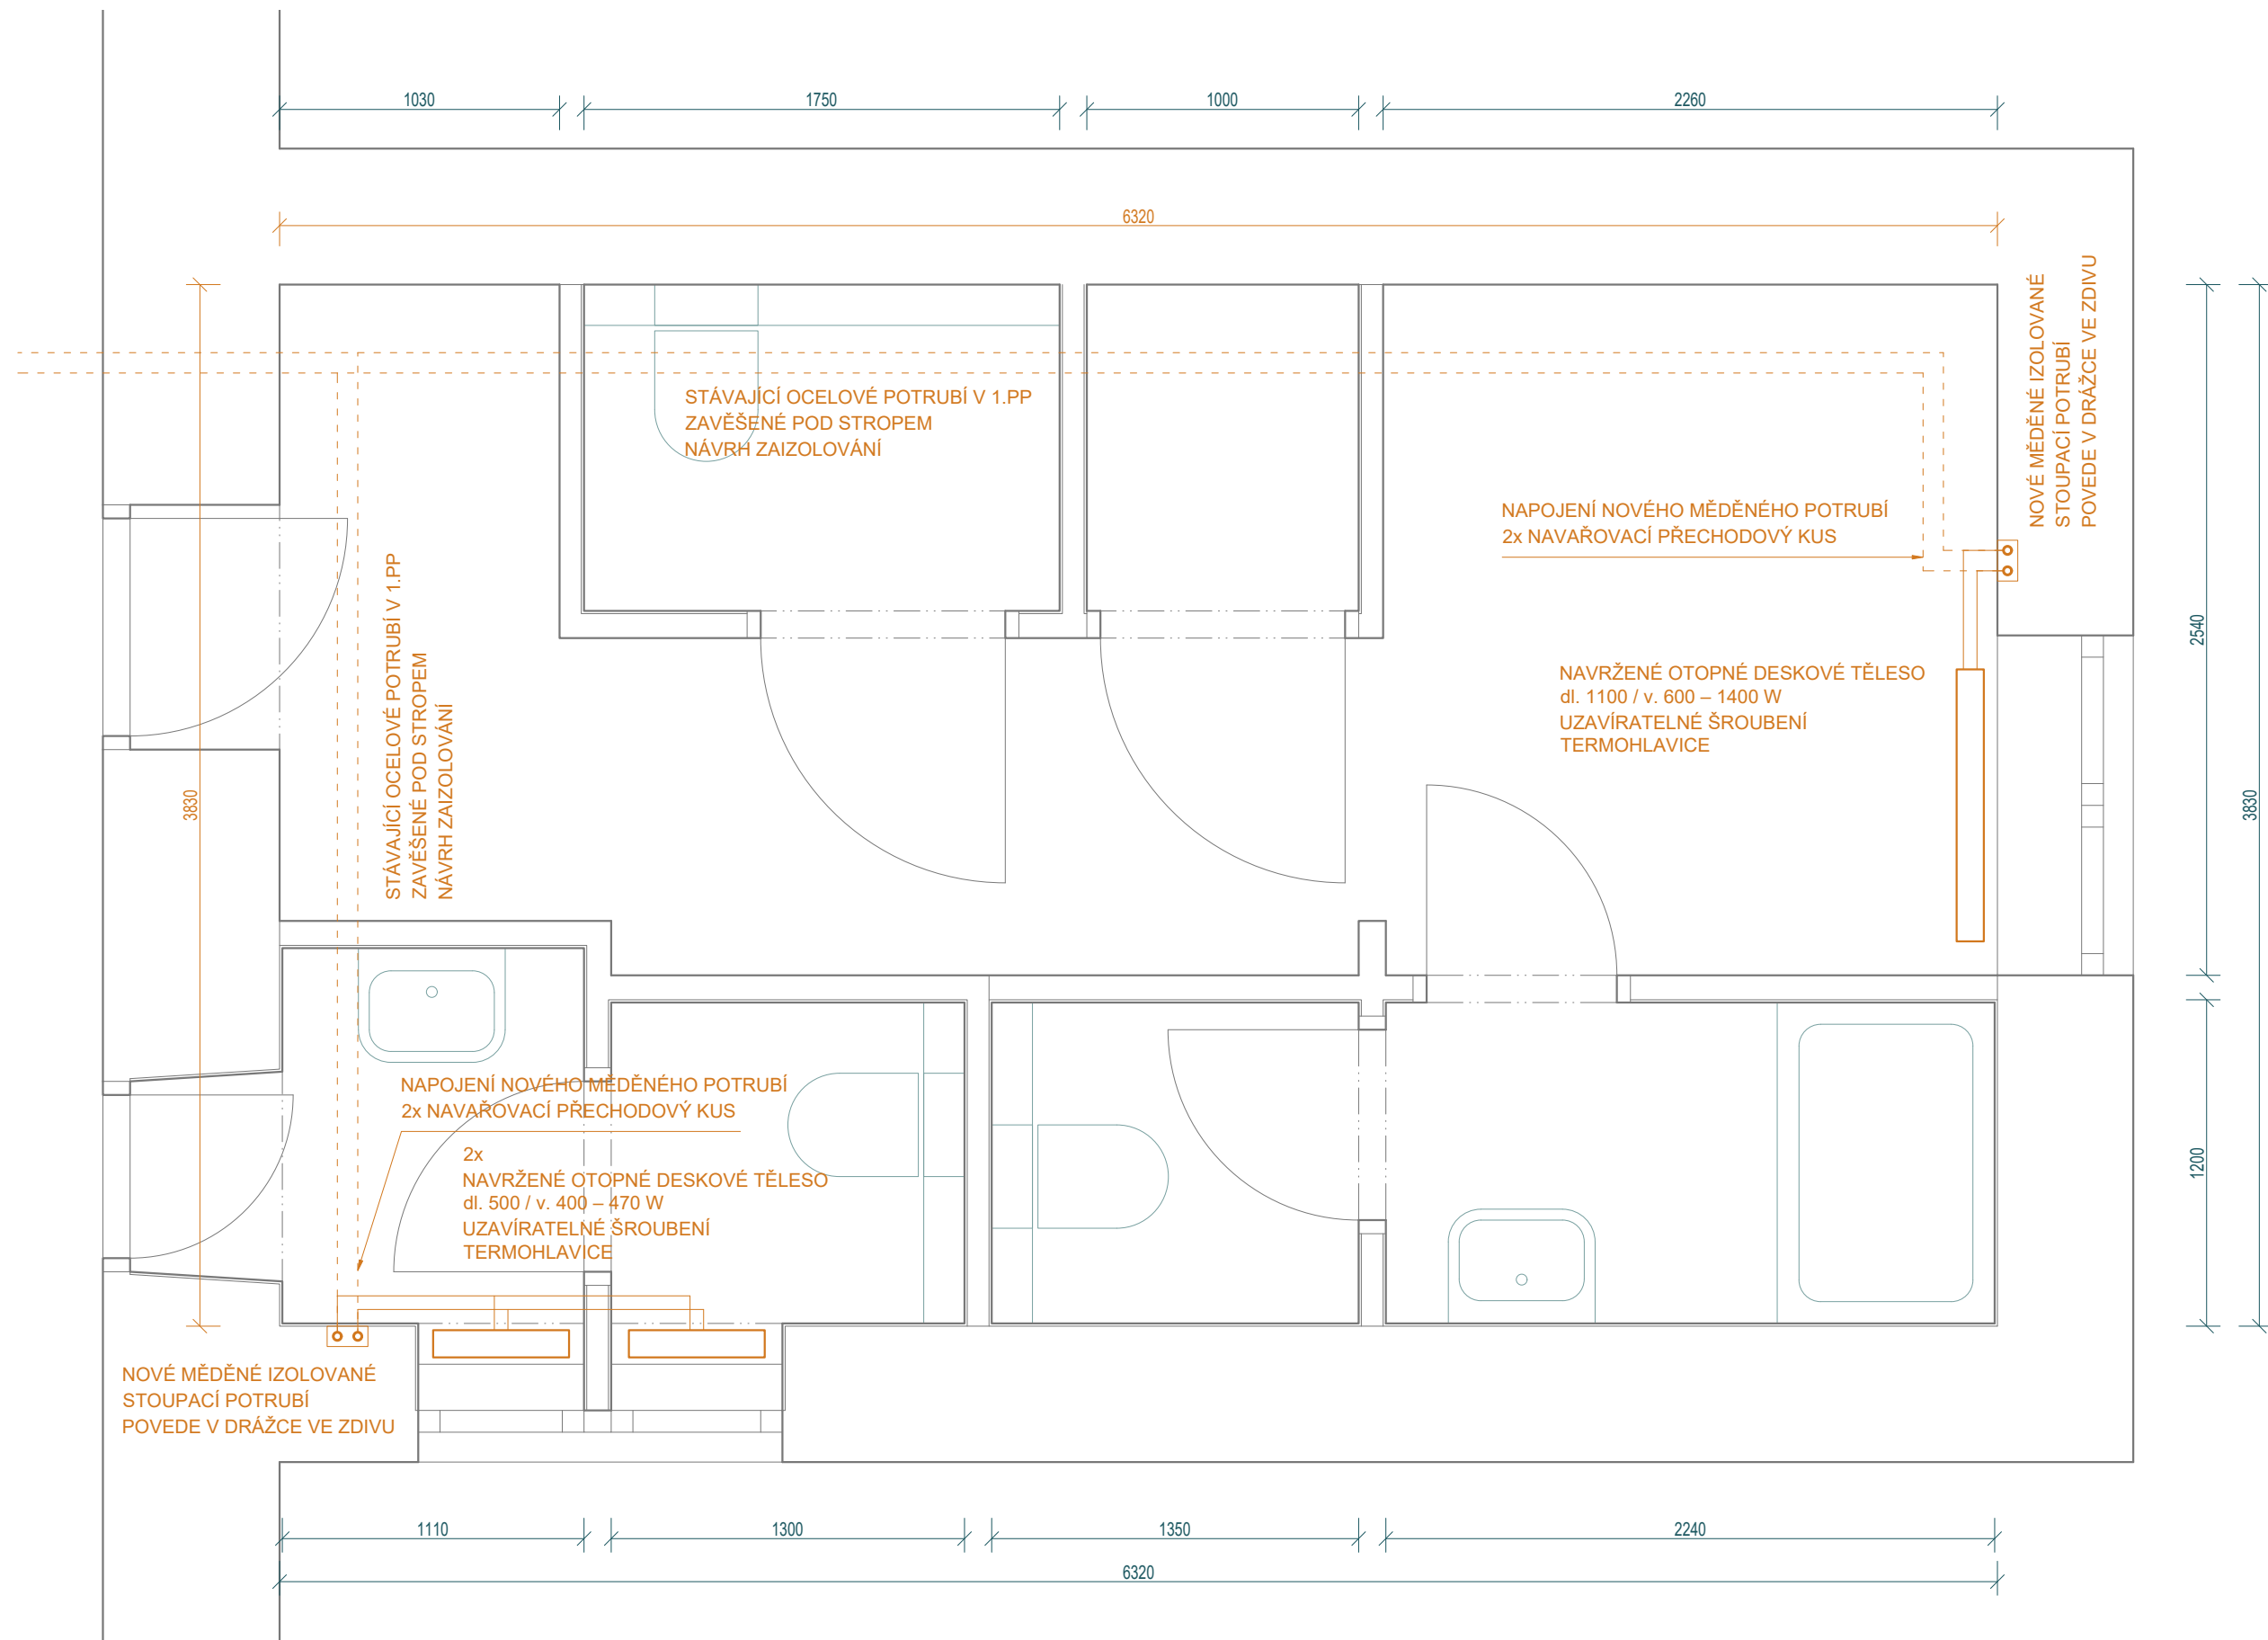 1030
1750
1000
2260
6320
NOVÉ MĚDĚNÉ IZOLOVANÉ
STOUPACÍ POTRUBÍ
POVEDE V DRÁŽCE VE ZDIVU
STÁVAJÍCÍ OCELOVÉ POTRUBÍ V 1.PP
ZAVĚŠENÉ POD STROPEM
NÁVRH ZAIZOLOVÁNÍ
NAPOJENÍ NOVÉHO MĚDĚNÉHO POTRUBÍ
2x NAVAŘOVACÍ PŘECHODOVÝ KUS
STÁVAJÍCÍ OCELOVÉ POTRUBÍ V 1.PP
ZAVĚŠENÉ POD STROPEM
NÁVRH ZAIZOLOVÁNÍ
2540
NAVRŽENÉ OTOPNÉ DESKOVÉ TĚLESO
dl. 1100 / v. 600 – 1400 W
UZAVÍRATELNÉ ŠROUBENÍ
TERMOHLAVICE
3830
3830
NAPOJENÍ NOVÉHO MĚDĚNÉHO POTRUBÍ
2x NAVAŘOVACÍ PŘECHODOVÝ KUS
2x
NAVRŽENÉ OTOPNÉ DESKOVÉ TĚLESO
dl. 500 / v. 400 – 470 W
UZAVÍRATELNÉ ŠROUBENÍ
TERMOHLAVICE
1200
NOVÉ MĚDĚNÉ IZOLOVANÉ
STOUPACÍ POTRUBÍ
POVEDE V DRÁŽCE VE ZDIVU
1110
1300
1350
2240
6320